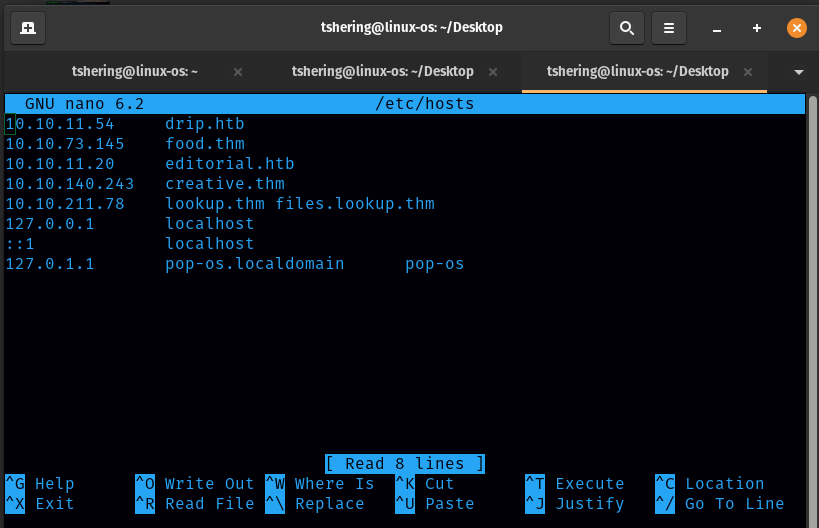 tshering@linux-os: ~/Desktop
tshering@linux-os: ~ × tshering@linux-os: ~/Desktop × tshering@linux-os: ~/Desktop ×
GNU nano 6.2 /etc/hosts
10.10.11.54 drip.htb
10.10.73.145 food.thm
10.10.11.20 editorial.htb
10.10.140.243 creative.thm
10.10.211.78 lookup.thm files.lookup.thm
127.0.0.1 localhost
::1 localhost
127.0.1.1 pop-os.localdomain pop-os
[ Read 8 lines ]
^G Help ^O Write Out ^W Where Is ^K Cut ^T Execute ^C Location
^X Exit ^R Read File ^\ Replace ^U Paste ^J Justify ^/ Go To Line